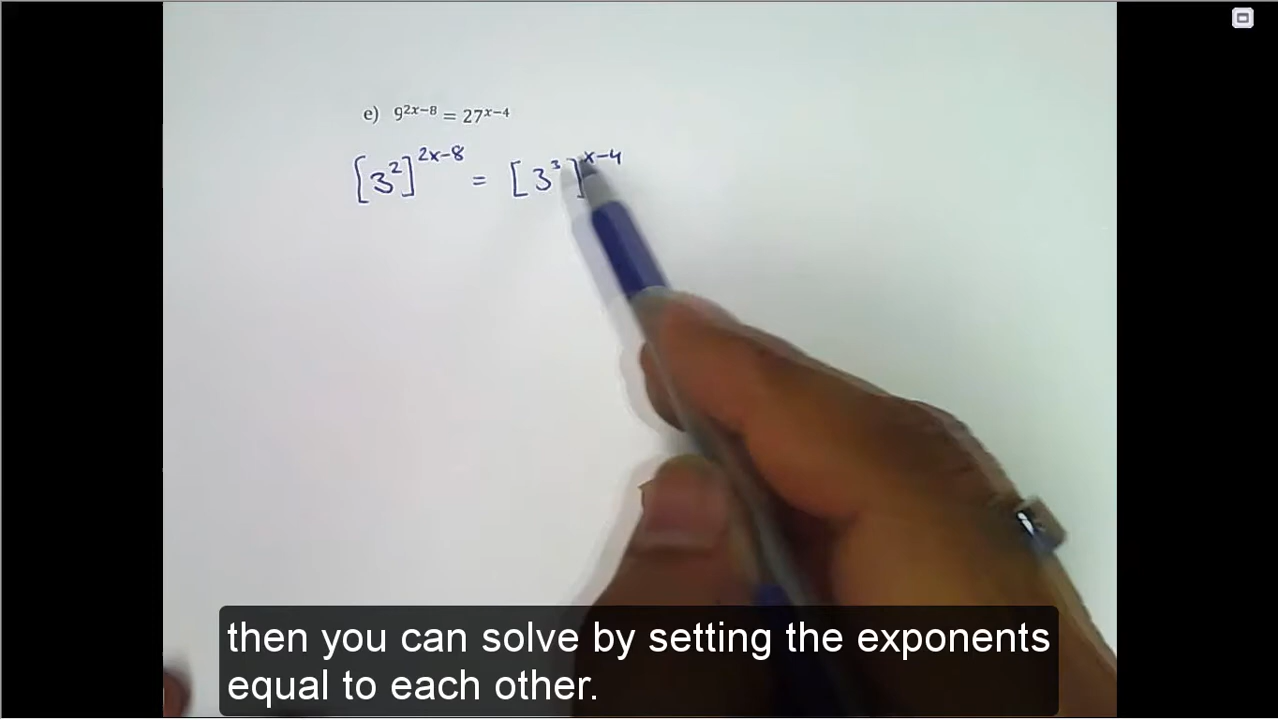 e) 9^{2x−8} = 27^{x−4}
[3^2]^{2x−8} = [3^3]^{x−4}
then you can solve by setting the exponents
equal to each other.